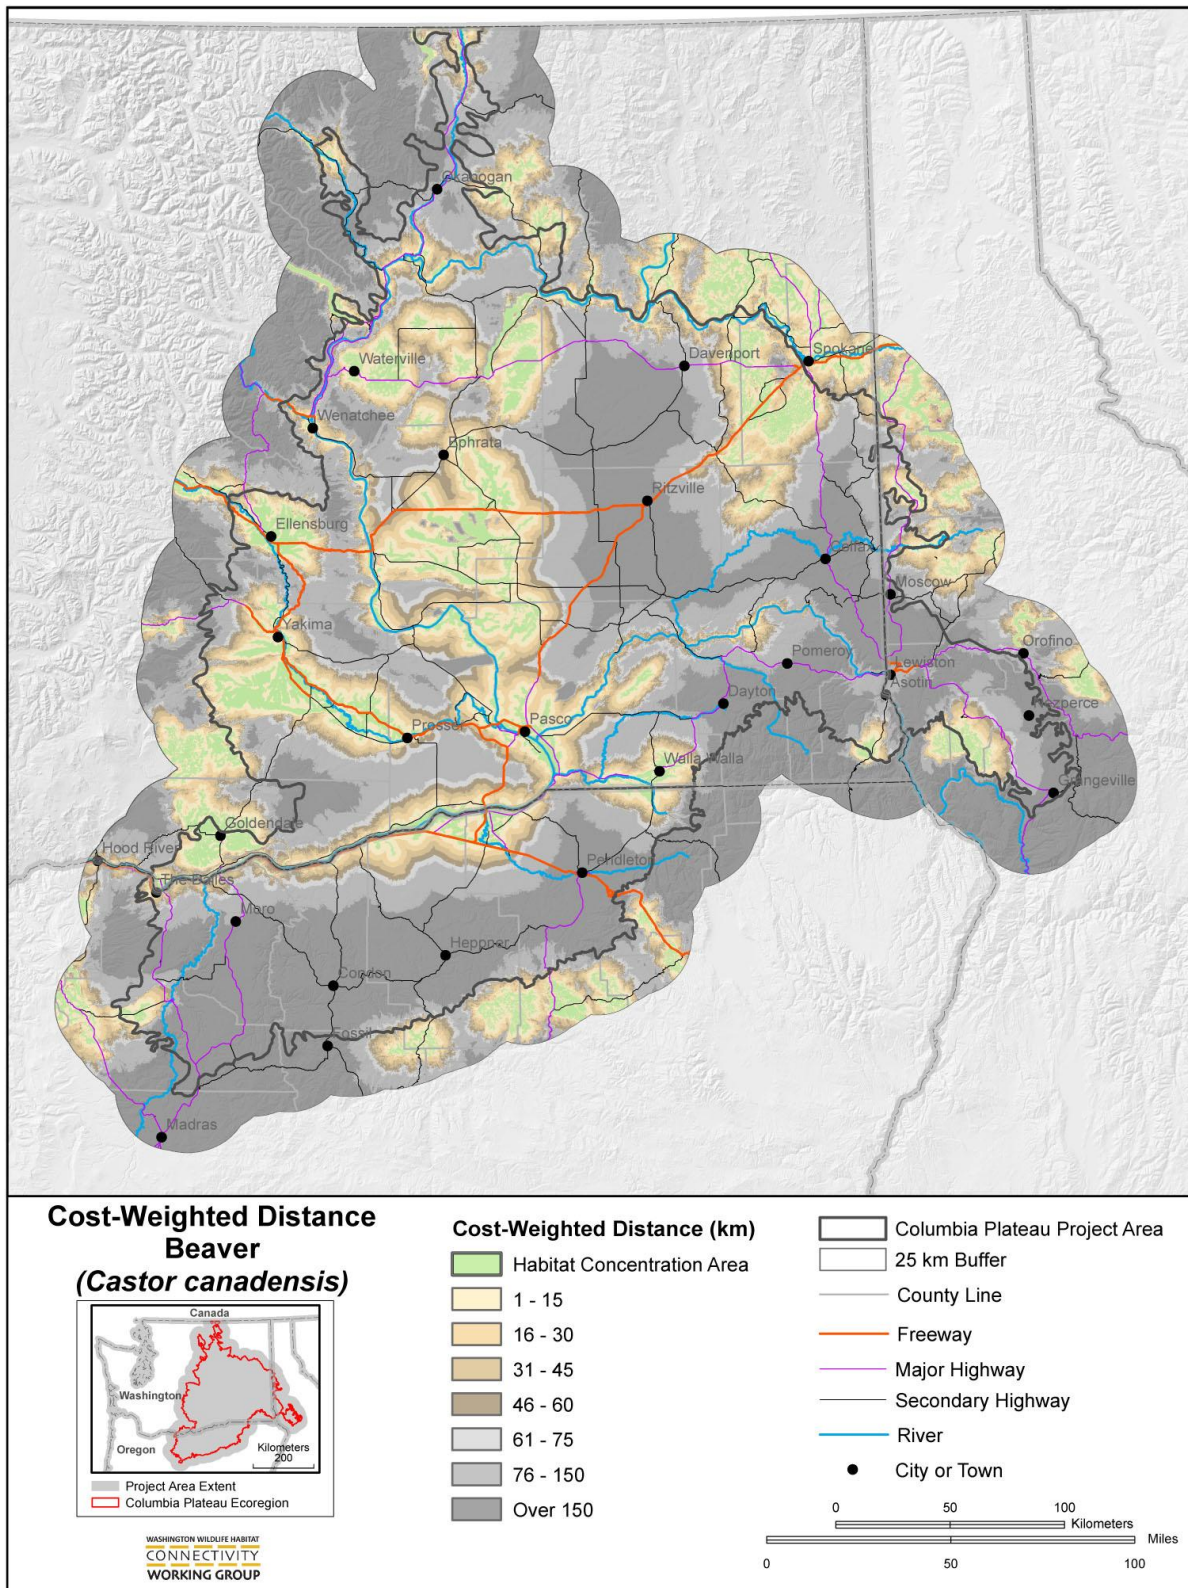 Okanogan
Waterville
Davenport
Spokane
Wenatchee
Ephrata
Ritzville
Ellensburg
Colfax
Moscow
Yakima
Orofino
Pomeroy
Lewiston
Asotin
Dayton
Nezperce
Prosser
Pasco
Walla Walla
Grangeville
Goldendale
Hood River
The Dalles
Pendleton
Moro
Heppner
Condon
Fossil
Madras
Cost-Weighted Distance
Beaver
(Castor canadensis)
Canada
Washington
Oregon
Kilometers
200
Project Area Extent
Columbia Plateau Ecoregion
WASHINGTON WILDLIFE HABITAT
CONNECTIVITY
WORKING GROUP
Cost-Weighted Distance (km)
Habitat Concentration Area
1 - 15
16 - 30
31 - 45
46 - 60
61 - 75
76 - 150
Over 150
Columbia Plateau Project Area
25 km Buffer
County Line
Freeway
Major Highway
Secondary Highway
River
City or Town
0 50 100
Kilometers
Miles
0 50 100